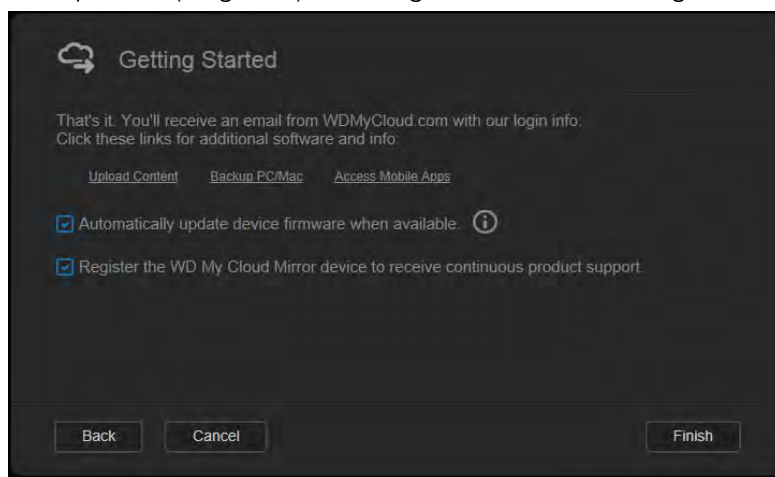 Getting Started
That's it. You'll receive an email from WDMyCloud.com with our login info.
Click these links for additional software and info:
Upload Content Backup PC/Mac Access Mobile Apps
Automatically update device firmware when available.
Register the WD My Cloud Mirror device to receive continuous product support.
Back Cancel Finish